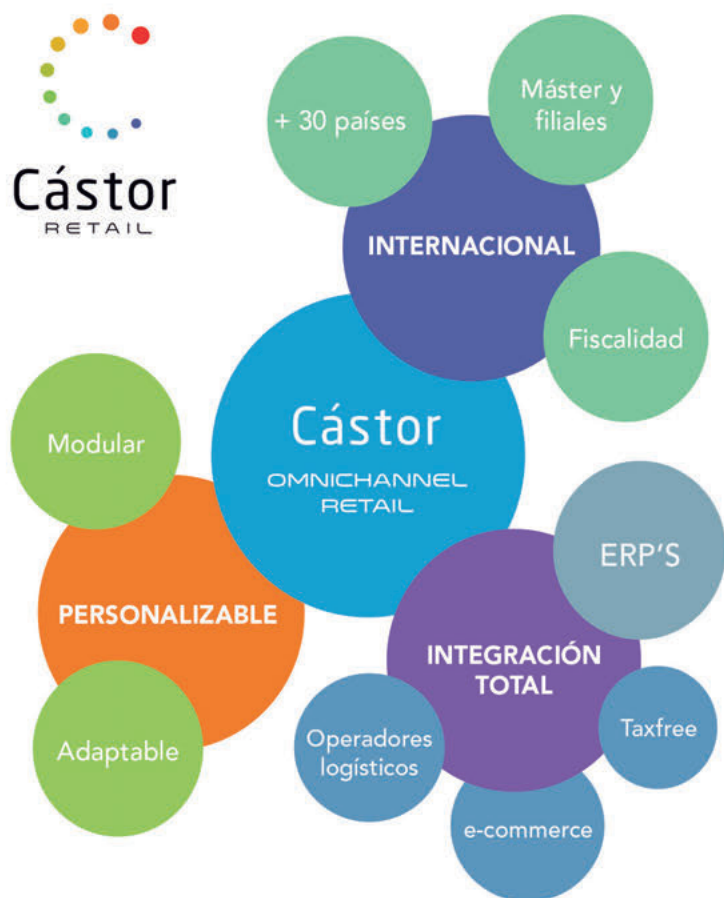 Cástor
RETAIL
+ 30 países
Máster y
filiales
INTERNACIONAL
Fiscalidad
Cástor
OMNICHANNEL
RETAIL
Modular
PERSONALIZABLE
Adaptable
ERP'S
INTEGRACIÓN
TOTAL
Taxfree
Operadores
logísticos
e-commerce